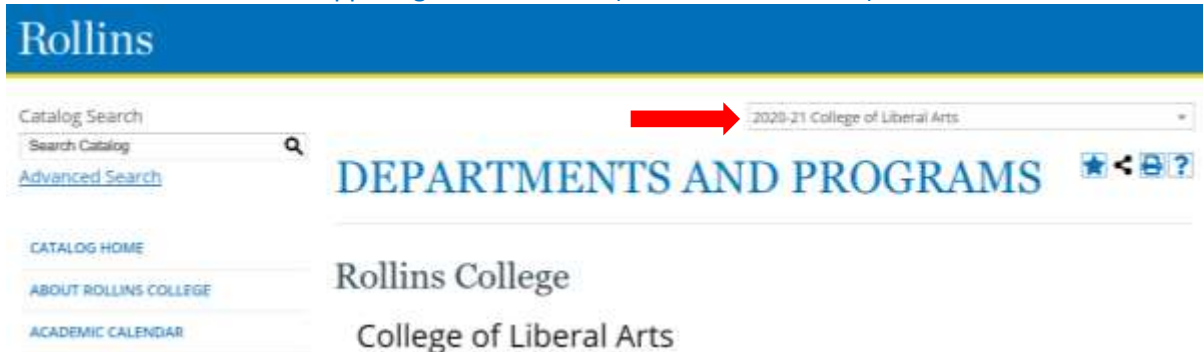 Rollins
Catalog Search
2020-21 College of Liberal Arts
Search Catalog
Advanced Search
DEPARTMENTS AND PROGRAMS
?
CATALOG HOME
ABOUT ROLLINS COLLEGE
ACADEMIC CALENDAR
Rollins College
College of Liberal Arts